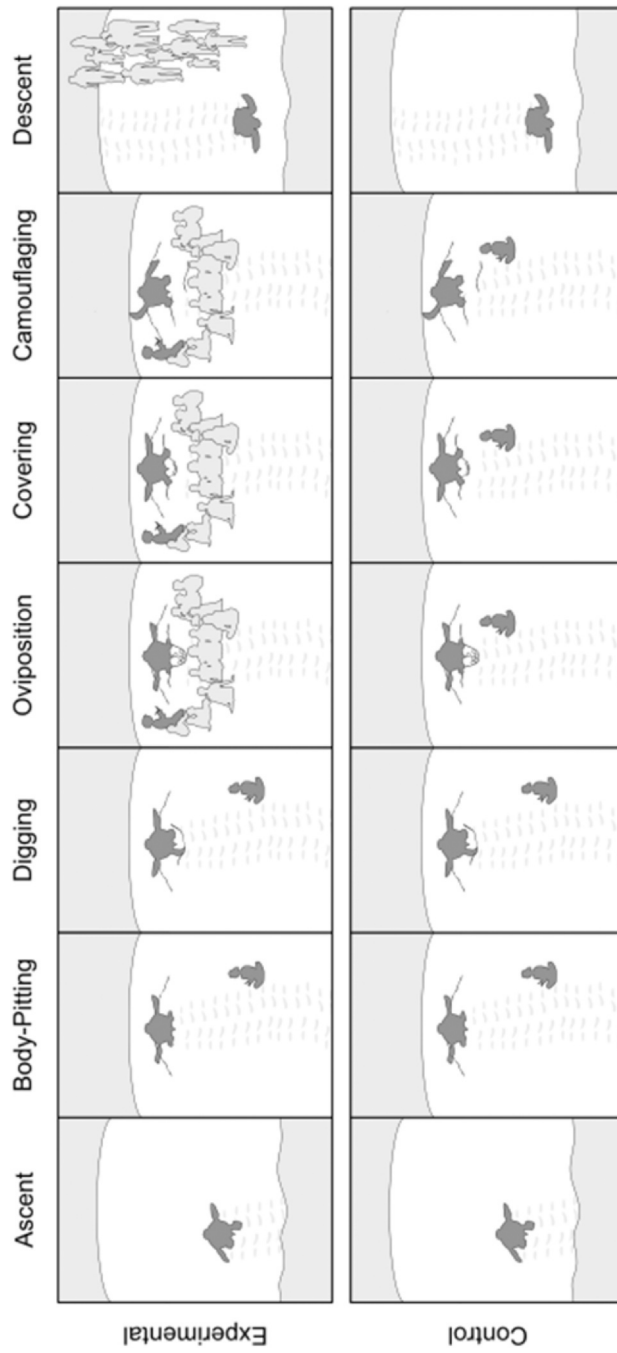 Ascent
Body-Pitting
Digging
Oviposition
Covering
Camouflaging
Descent
Experimental
Control